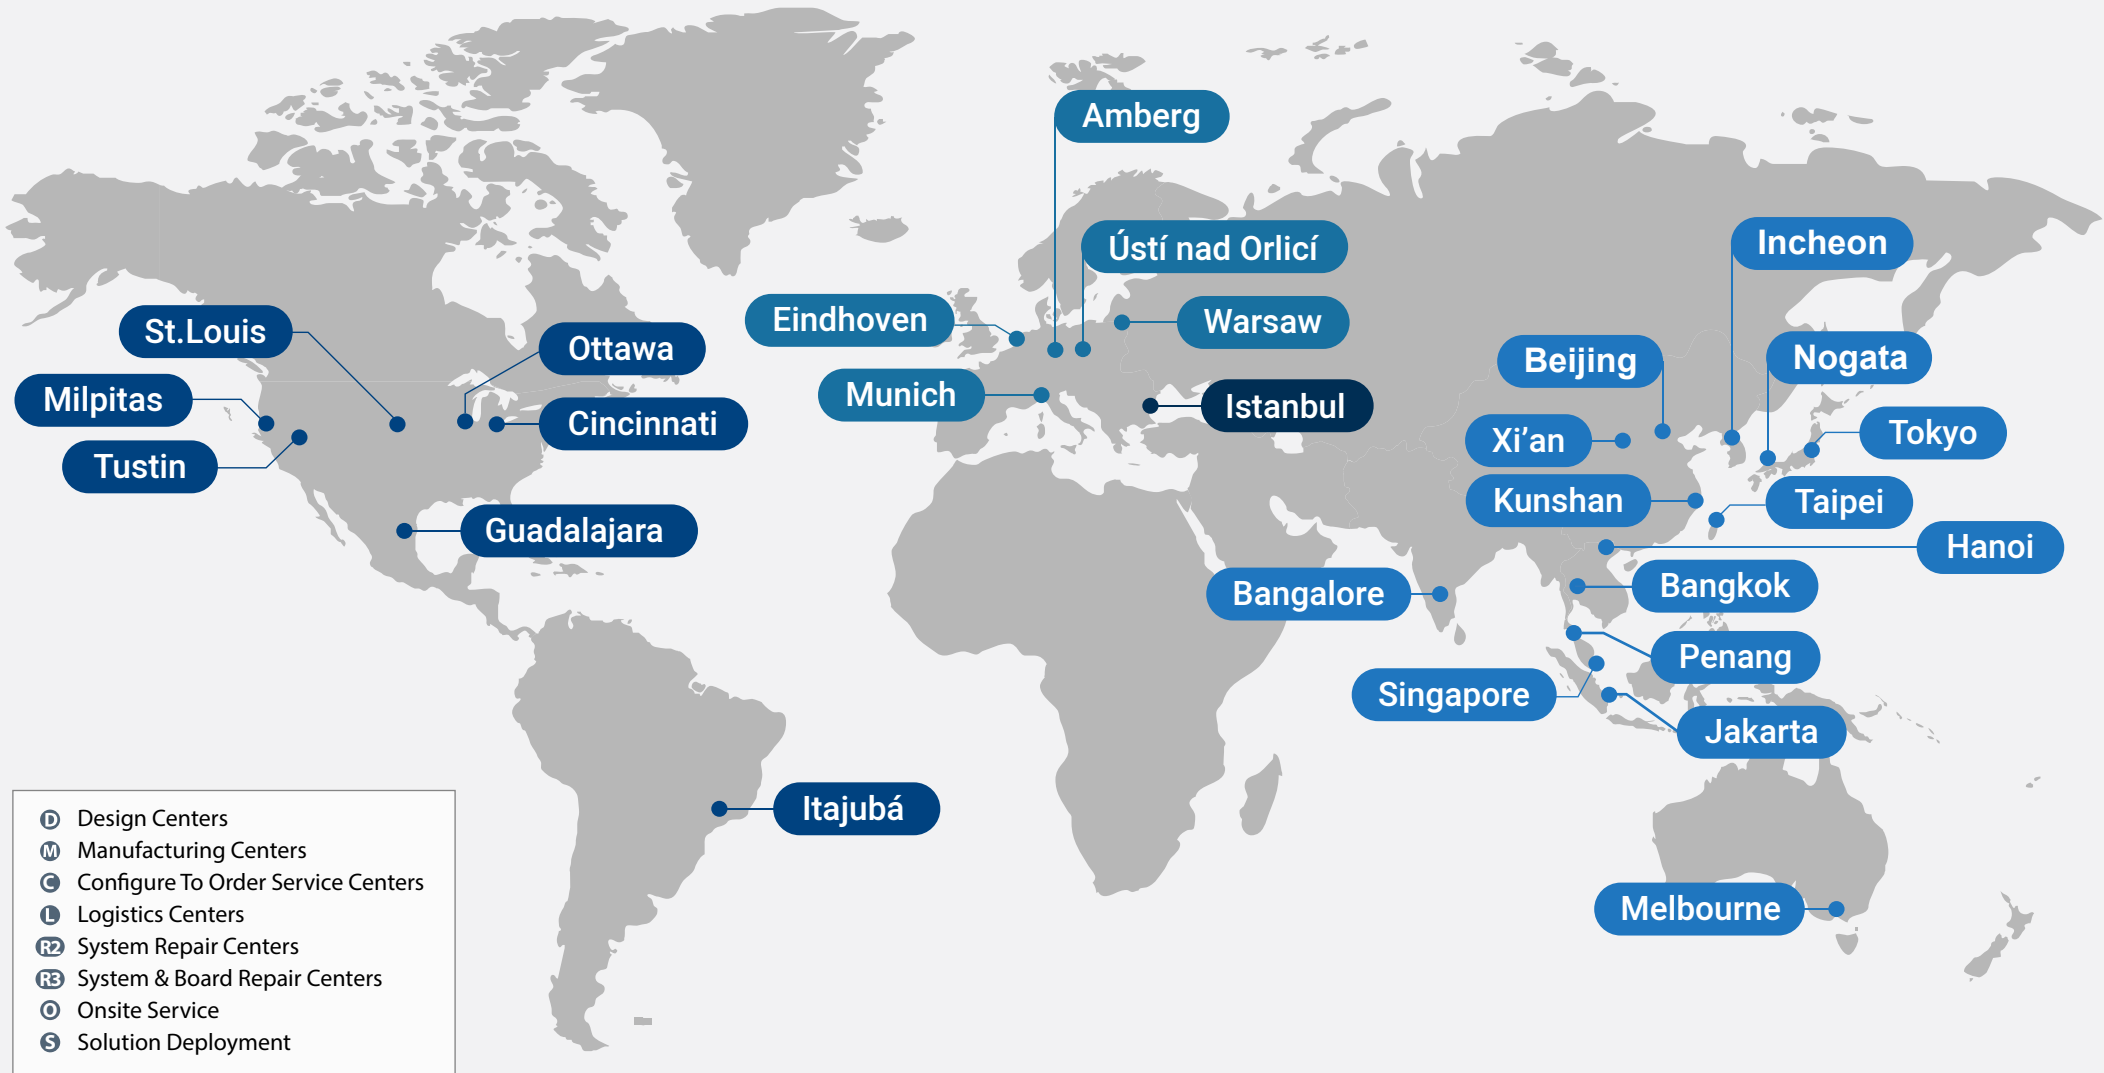 Amberg
Ústí nad Orlicí
Incheon
Eindhoven
Warsaw
St.Louis
Ottawa
Beijing
Nogata
Milpitas
Munich
Istanbul
Cincinnati
Xi’an
Tokyo
Tustin
Kunshan
Taipei
Guadalajara
Hanoi
Bangalore
Bangkok
Penang
Singapore
Jakarta
Itajubá
Melbourne
D Design Centers
M Manufacturing Centers
C Configure To Order Service Centers
L Logistics Centers
R2 System Repair Centers
R3 System & Board Repair Centers
O Onsite Service
S Solution Deployment